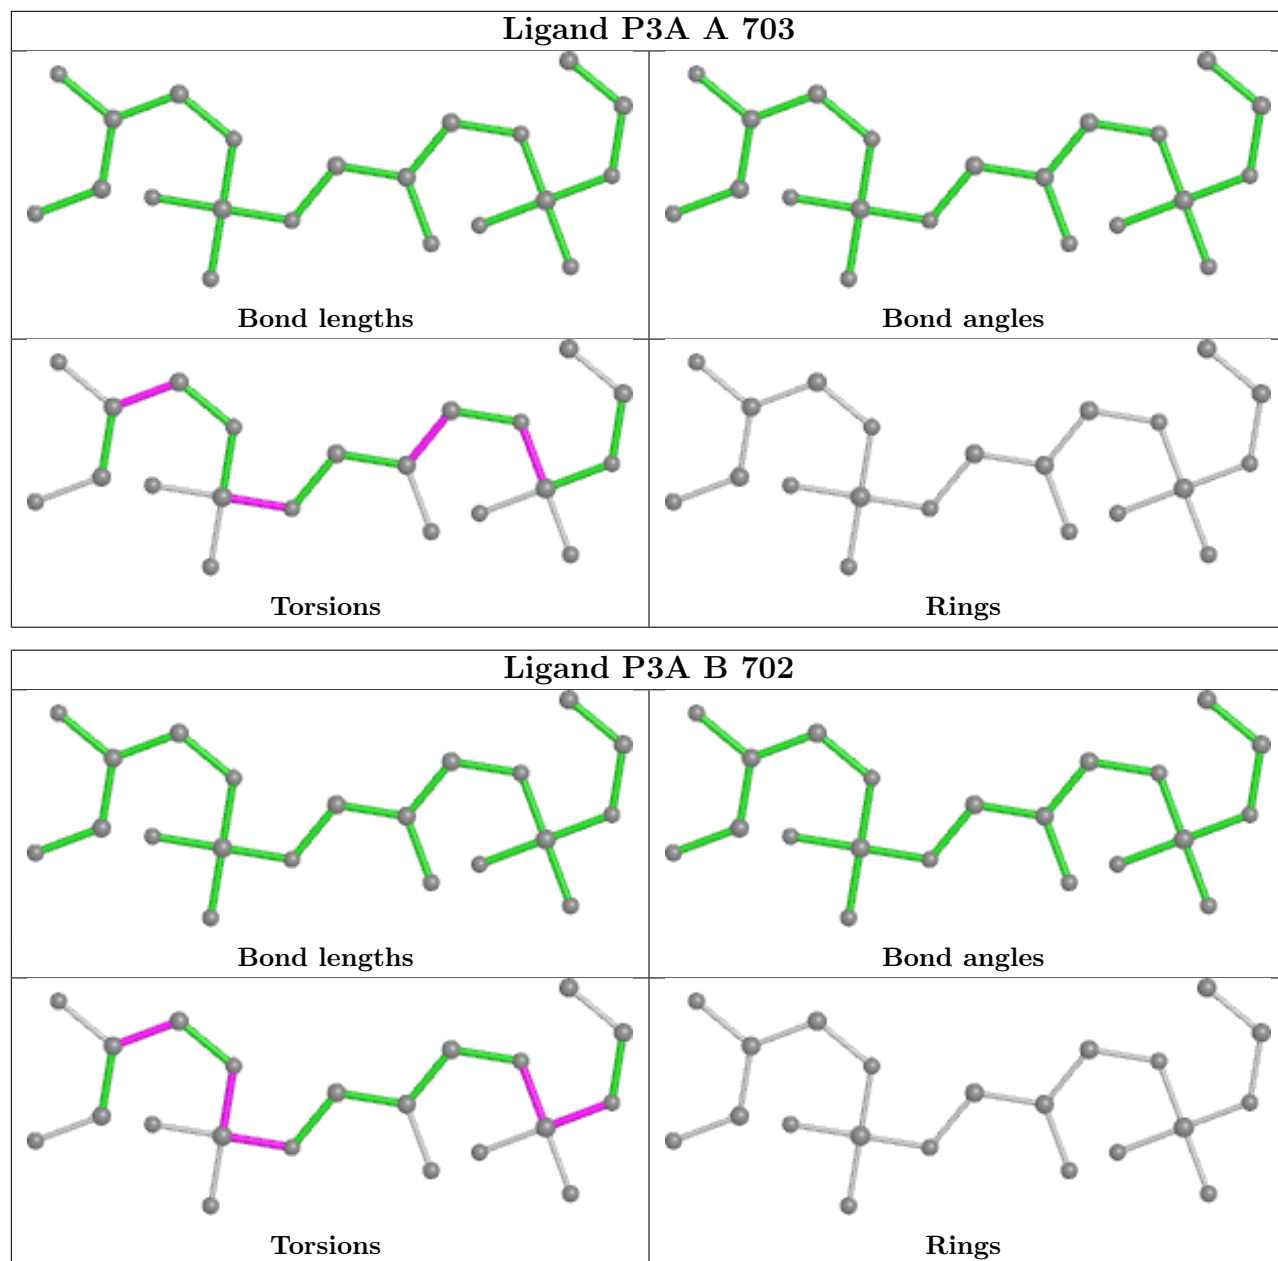 Ligand P3A A 703
Bond lengths
Bond angles
Torsions
Rings
Ligand P3A B 702
Bond lengths
Bond angles
Torsions
Rings